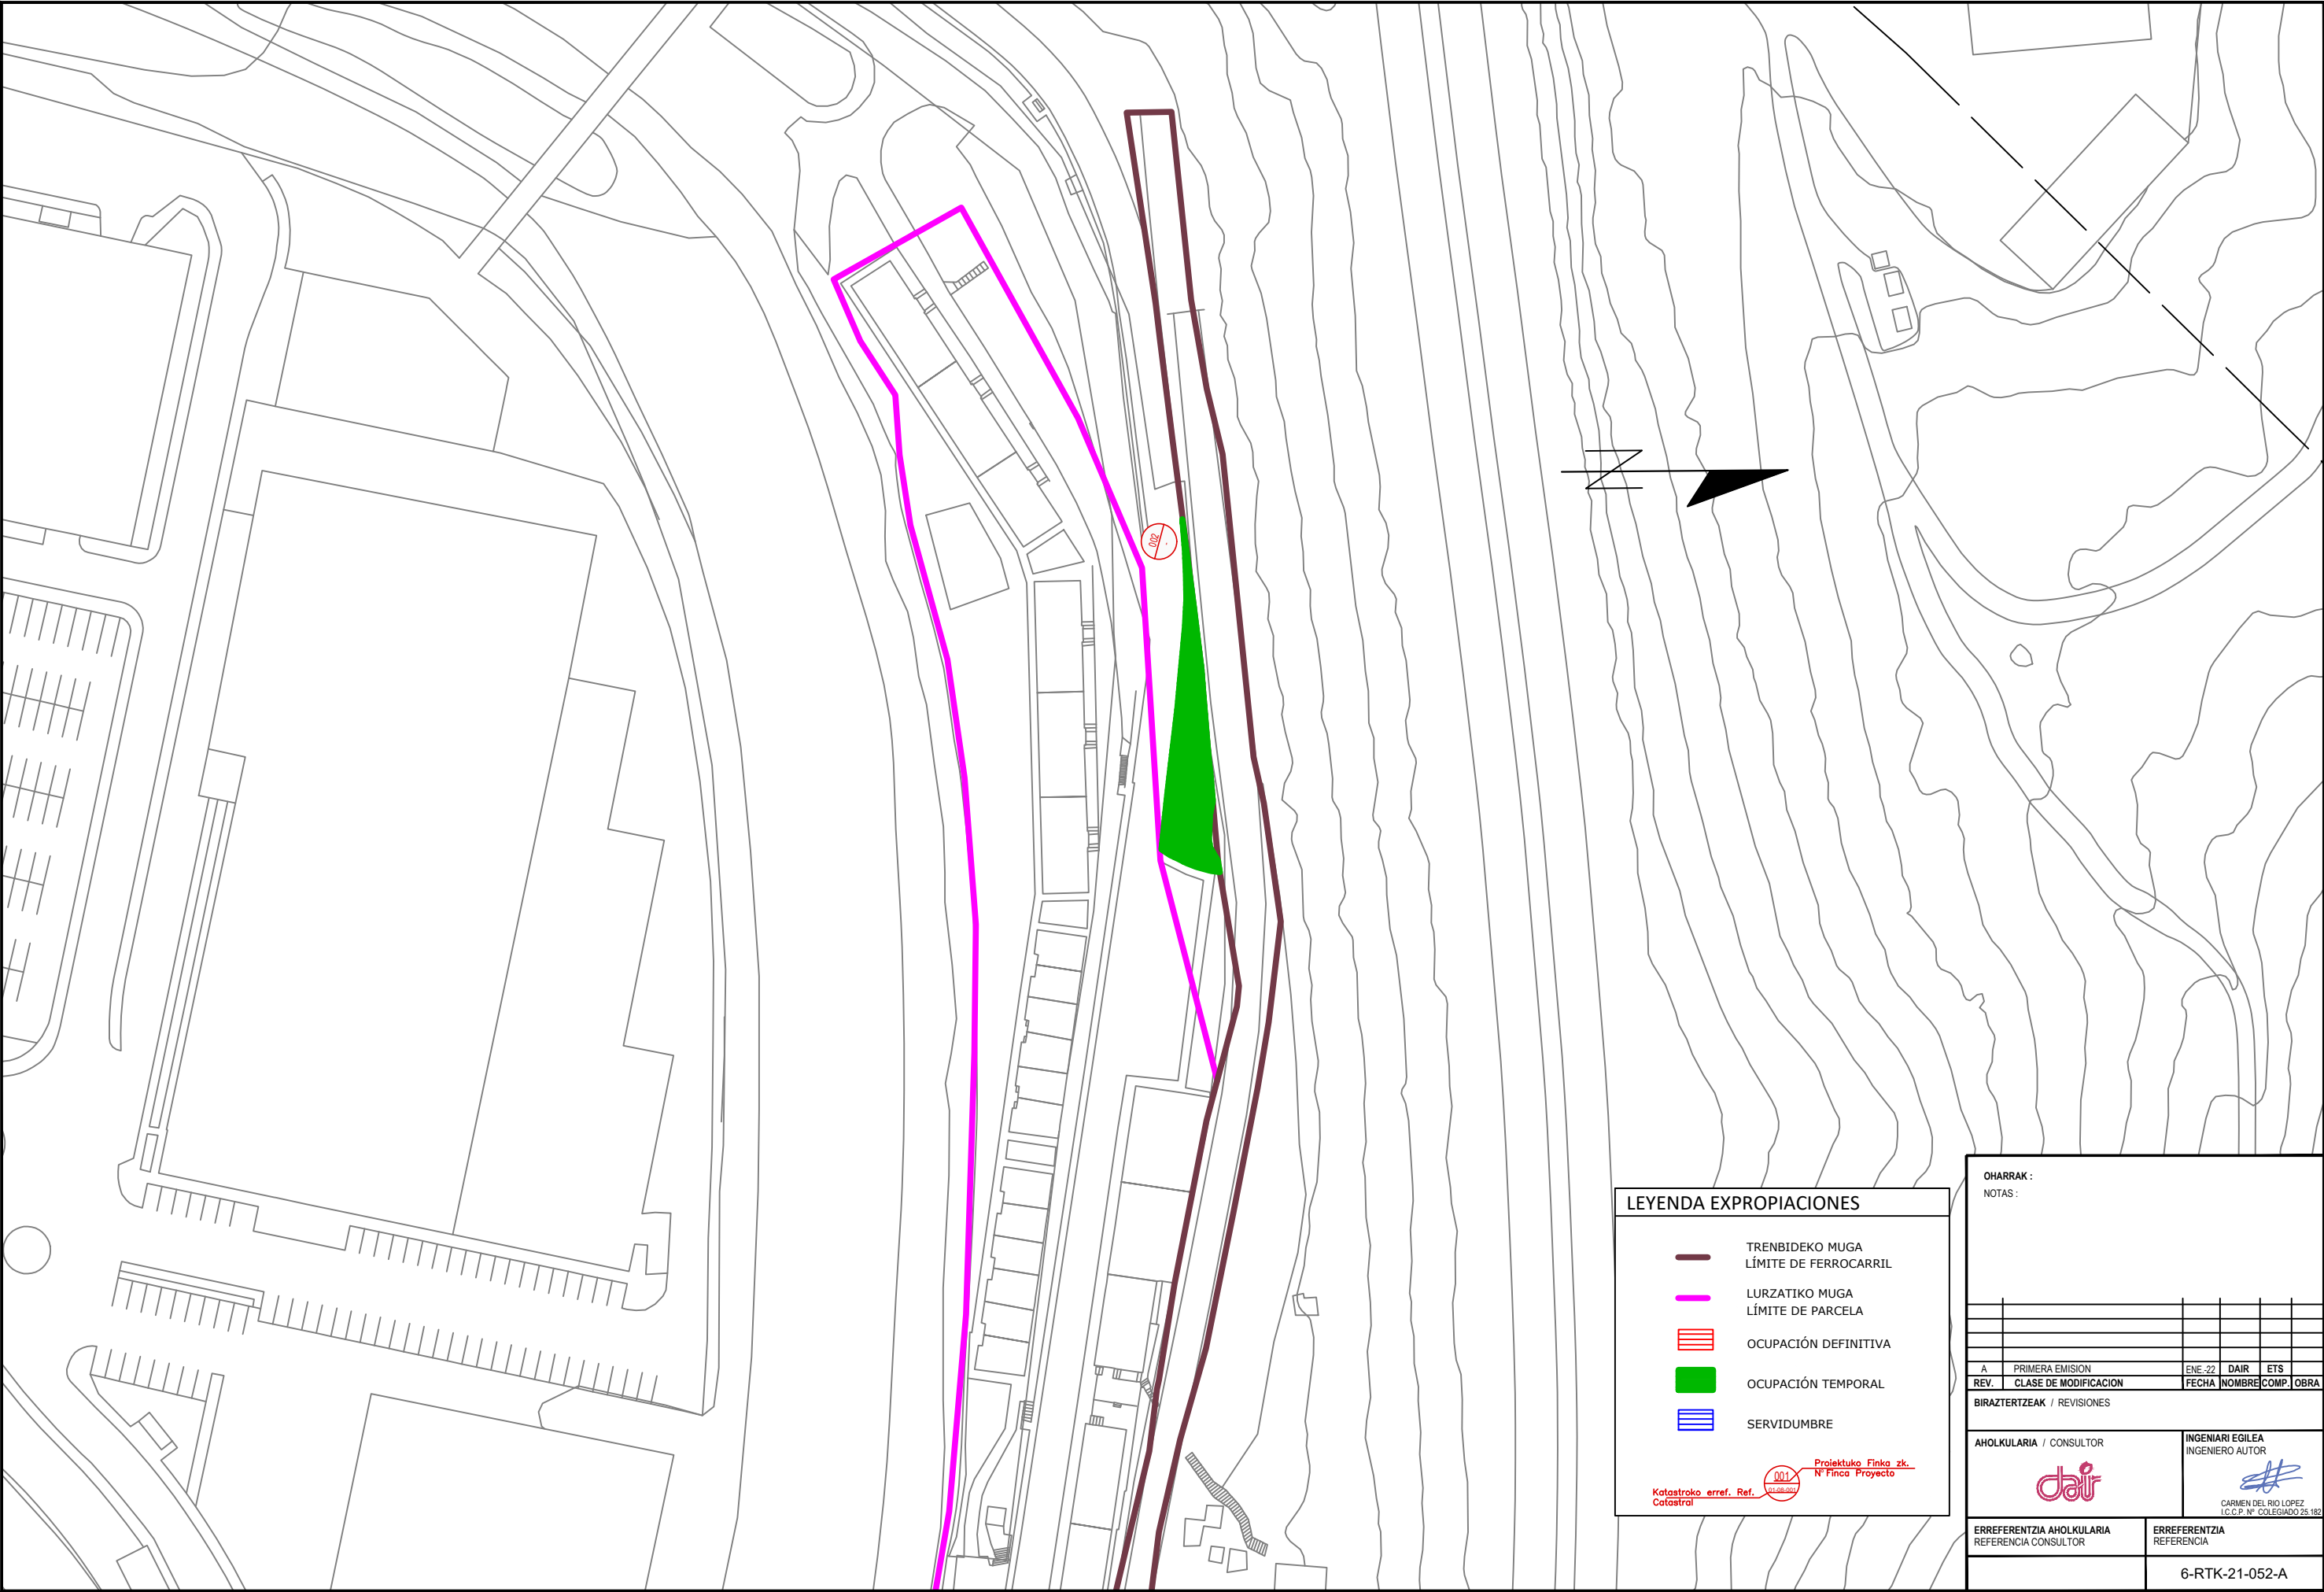 002
-
LEYENDA EXPROPIACIONES
TRENBIDEKO MUGA
LÍMITE DE FERROCARRIL
LURZATIKO MUGA
LÍMITE DE PARCELA
OCUPACIÓN DEFINITIVA
OCUPACIÓN TEMPORAL
SERVIDUMBRE
Proiektuko Finka zk.
Nº Finca Proyecto
001
01-08-001
Katastroko erref. Ref.
Catastral
OHARRAK :
NOTAS :
A PRIMERA EMISION ENE.-22 DAIR ETS
REV. CLASE DE MODIFICACION FECHA NOMBRE COMP. OBRA
BIRAZTERTZEAK / REVISIONES
AHOLKULARIA / CONSULTOR
dair
INGENIARI EGILEA
INGENIERO AUTOR
CARMEN DEL RIO LOPEZ
I.C.C.P. Nº COLEGIADO 25.182
ERREFERENTZIA AHOLKULARIA
REFERENCIA CONSULTOR
ERREFERENTZIA
REFERENCIA
6-RTK-21-052-A